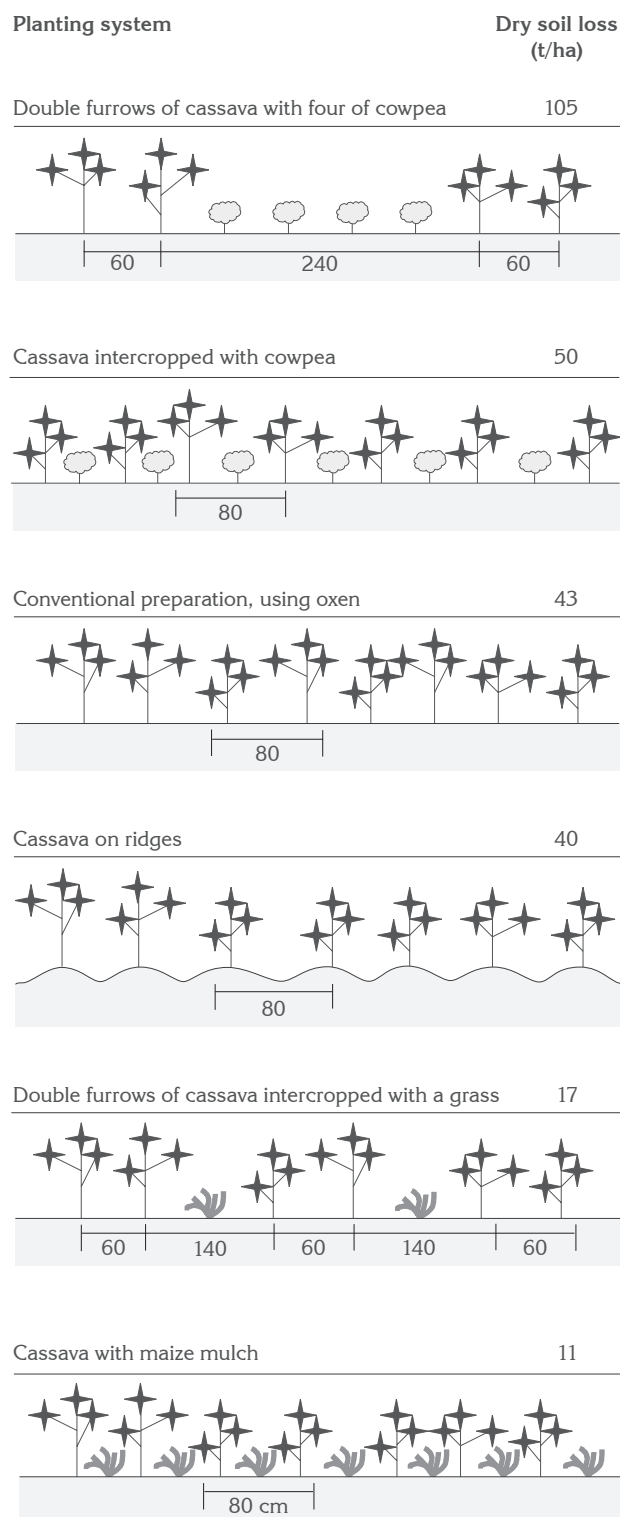 Planting system Dry soil loss
(t/ha)
Double furrows of cassava with four of cowpea 105
60 240 60
Cassava intercropped with cowpea 50
80
Conventional preparation, using oxen 43
80
Cassava on ridges 40
80
Double furrows of cassava intercropped with a grass 17
60 140 60 140 60
Cassava with maize mulch 11
80 cm